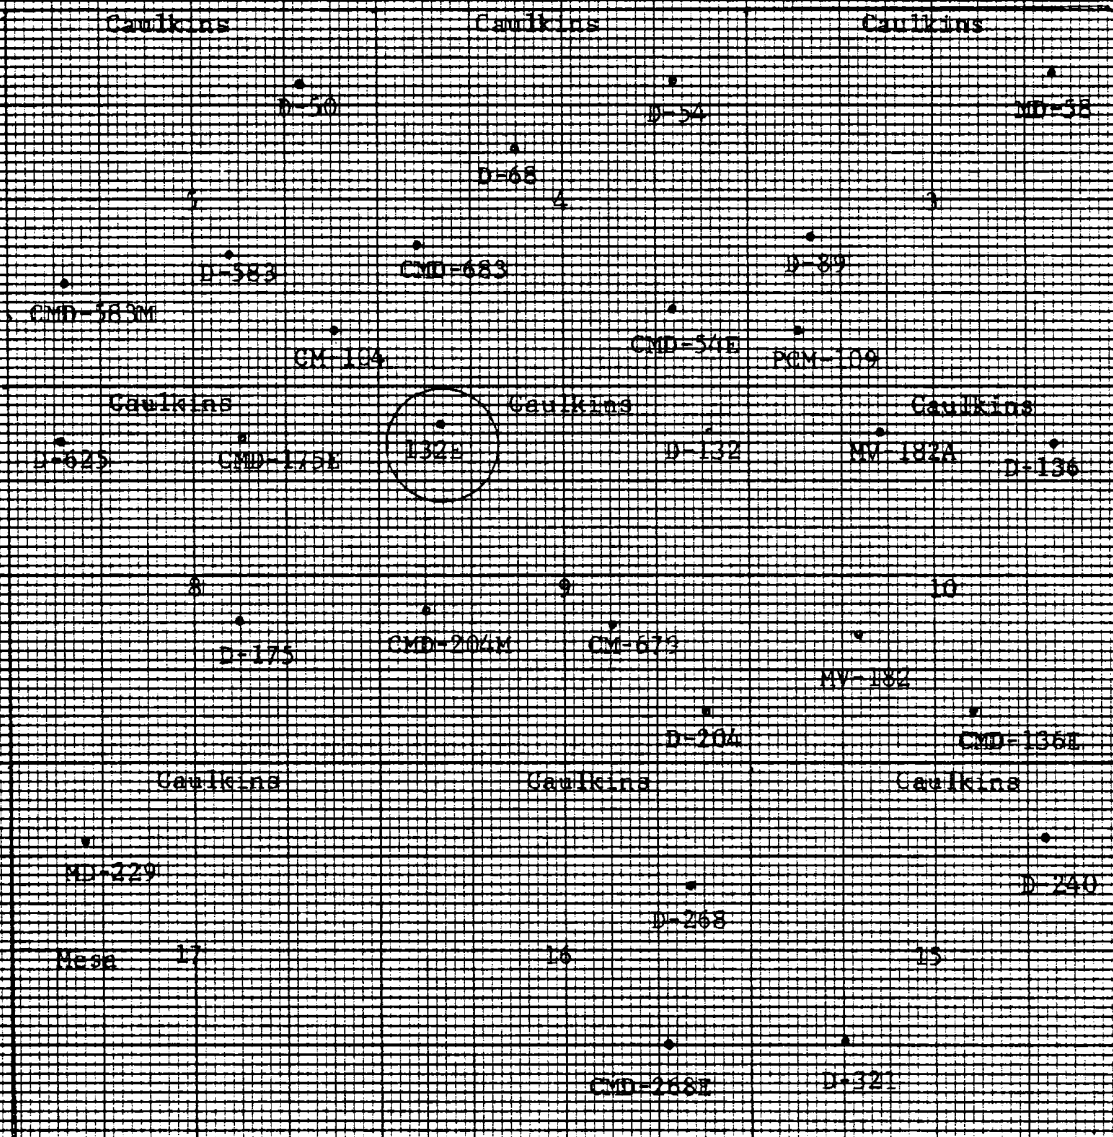 Caulkins Caulkins Caulkins
D-50 D-54 MD-58
D-68
5 4 3
D-583 CMD-683 D-89
CMD-583M
CM-104 CMD-54E PCM-109
Caulkins Caulkins Caulkins
D-625 CMD-175E 132E D-132 MV-182A D-136
8 9 10
D-175 CMD-204M CM-679
MV-182
D-204 CMD-136E
Caulkins Caulkins Caulkins
MD-229 D-240
D-268
Mesa 17 16 15
CMD-268E D-321